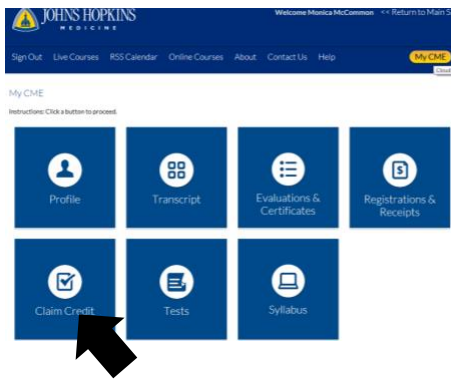 JOHNS HOPKINS
MEDICINE
Welcome Monica McCommon << Return to Main S
Sign Out Live Courses RSS Calendar Online Courses About Contact Us Help My CME
My CME
Instructions: Click a button to proceed.
Profile
Transcript
Evaluations &
Certificates
Registrations &
Receipts
Claim Credit
Tests
Syllabus